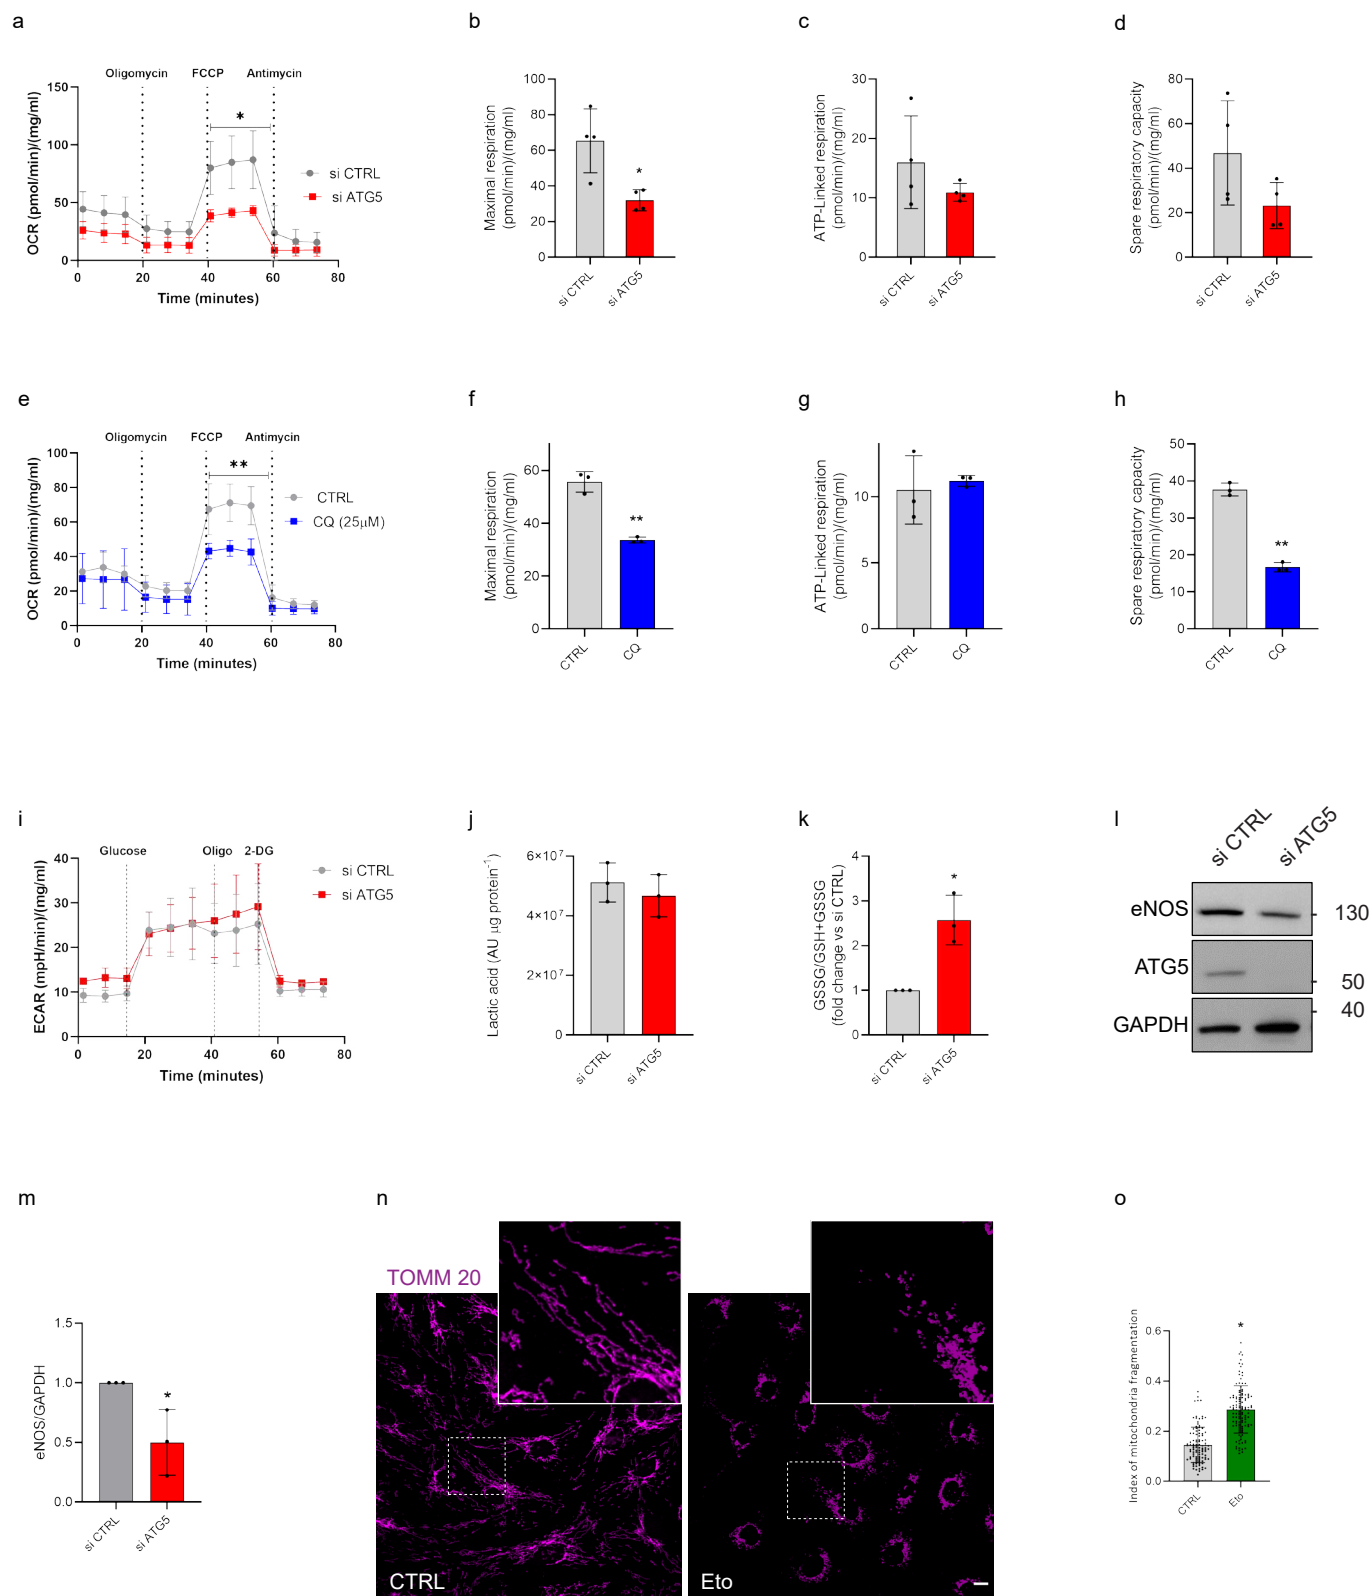 a
b
c
d
Oligomycin FCCP Antimycin
OCR (pmol/min)/(mg/ml)
150
100
50
0
*
si CTRL
si ATG5
0 20 40 60 80
Time (minutes)
Maximal respiration
(pmol/min)/(mg/ml)
100
80
60
40
20
0
*
si CTRL si ATG5
ATP-Linked respiration
(pmol/min)/(mg/ml)
30
20
10
0
si CTRL si ATG5
Spare respiratory capacity
(pmol/min)/(mg/ml)
80
60
40
20
0
si CTRL si ATG5
e
f
g
h
Oligomycin FCCP Antimycin
OCR (pmol/min)/(mg/ml)
100
80
60
40
20
0
**
CTRL
CQ (25μM)
0 20 40 60 80
Time (minutes)
Maximal respiration
(pmol/min)/(mg/ml)
60
40
20
0
**
CTRL CQ
ATP-Linked respiration
(pmol/min)/(mg/ml)
10
5
0
CTRL CQ
Spare respiratory capacity
(pmol/min)/(mg/ml)
50
40
30
20
10
0
**
CTRL CQ
i
j
k
l
Glucose Oligo 2-DG
ECAR (mpH/min)/(mg/ml)
40
30
20
10
0
si CTRL
si ATG5
0 20 40 60 80
Time (minutes)
Lactic acid (AU μg protein⁻¹)
6×10⁷
4×10⁷
2×10⁷
0
si CTRL si ATG5
GSSG/GSH+GSSG
(fold change vs si CTRL)
4
3
2
1
0
*
si CTRL si ATG5
si CTRL si ATG5
eNOS
130
ATG5
50
40
GAPDH
m
n
o
eNOS/GAPDH
1.5
1.0
0.5
0.0
*
si CTRL si ATG5
TOMM 20
CTRL
Eto
Index of mitochondria fragmentation
0.6
0.4
0.2
0.0
*
CTRL Eto